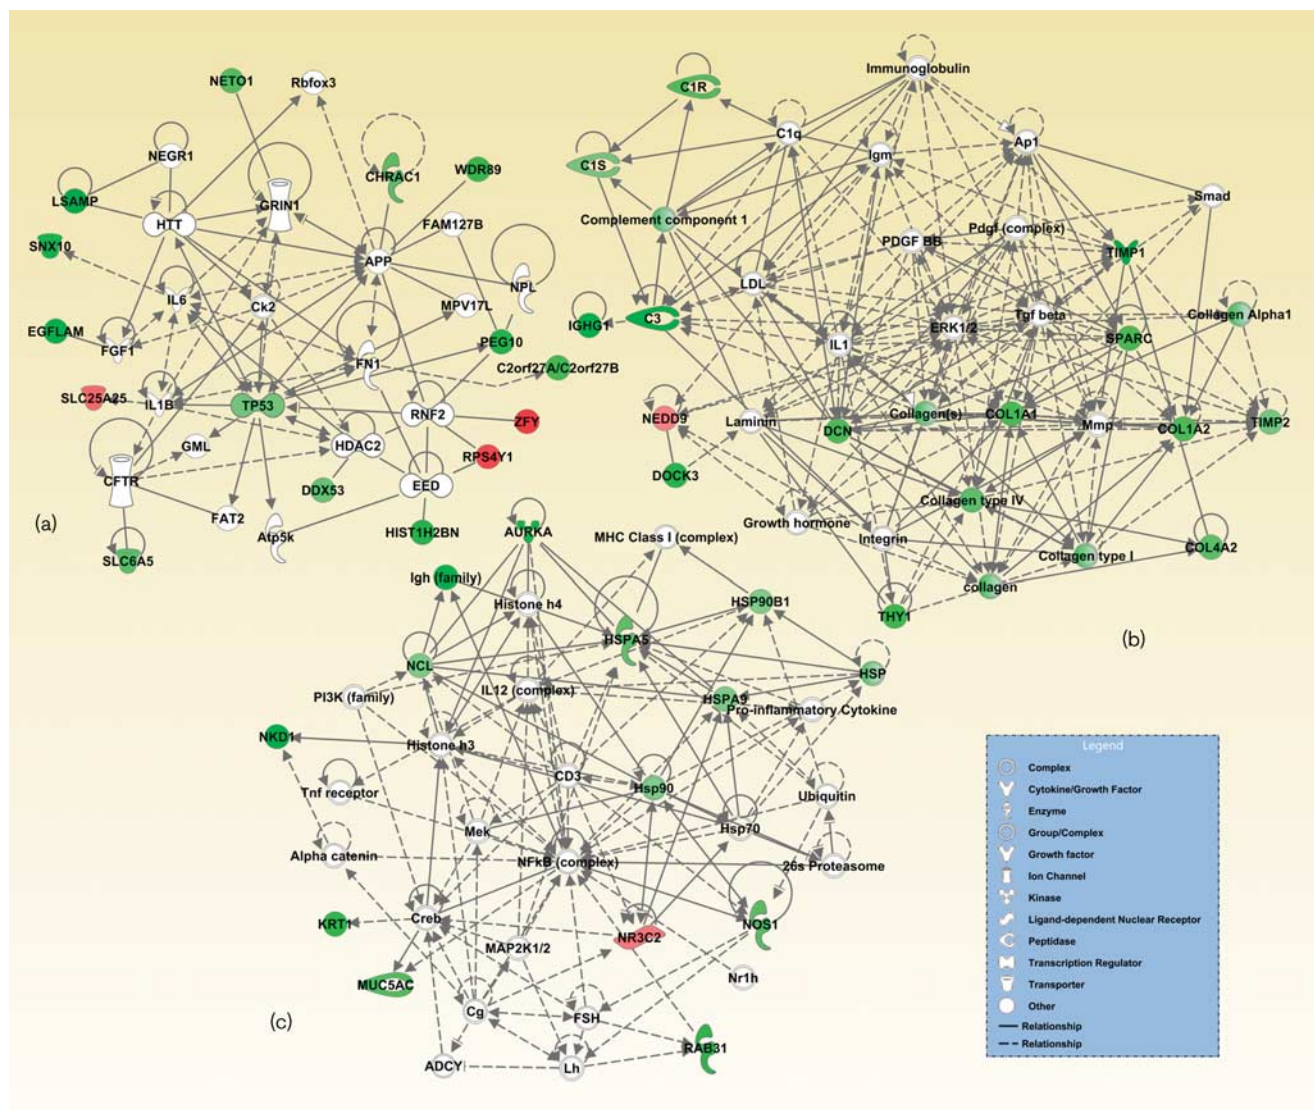 NETO1
Rbfox3
NEGR1
CHRAC1
WDR89
LSAMP
GRIN1
HTT
FAM127B
SNX10
APP
NPL
IL6
Ck2
MPV17L
EGFLAM
FGF1
FN1
PEG10
C2orf27A/C2orf27B
SLC25A25
IL1B
TP53
RNF2
ZFY
GML
HDAC2
RPS4Y1
CFTR
DDX53
EED
FAT2
Atp5k
HIST1H2BN
SLC6A5
(a)
Immunoglobulin
C1R
C1q
Ap1
Igm
C1S
Smad
Complement component 1
Pdgf (complex)
PDGF BB
TIMP1
LDL
C3
IGHG1
ERK1/2
Tgf beta
Collagen Alpha1
IL1
SPARC
NEDD9
Laminin
DCN
Collagen(s)
COL1A1
Mmp
COL1A2
TIMP2
DOCK3
Collagen type IV
Growth hormone
Integrin
Collagen type I
COL4A2
collagen
THY1
(b)
AURKA
MHC Class I (complex)
Igh (family)
Histone h4
HSP90B1
HSPA5
NCL
HSP
PI3K (family)
IL12 (complex)
HSPA9
Pro-inflammatory Cytokine
NKD1
Histone h3
CD3
Hsp90
Tnf receptor
Ubiquitin
Mek
Hsp70
Alpha catenin
NFkB (complex)
26s Proteasome
KRT1
Creb
NOS1
MAP2K1/2
NR3C2
Nr1h
MUC5AC
Cg
FSH
RAB31
ADCY
Lh
(c)
Legend
Complex
Cytokine/Growth Factor
Enzyme
Group/Complex
Growth factor
Ion Channel
Kinase
Ligand-dependent Nuclear Receptor
Peptidase
Transcription Regulator
Transporter
Other
Relationship
Relationship